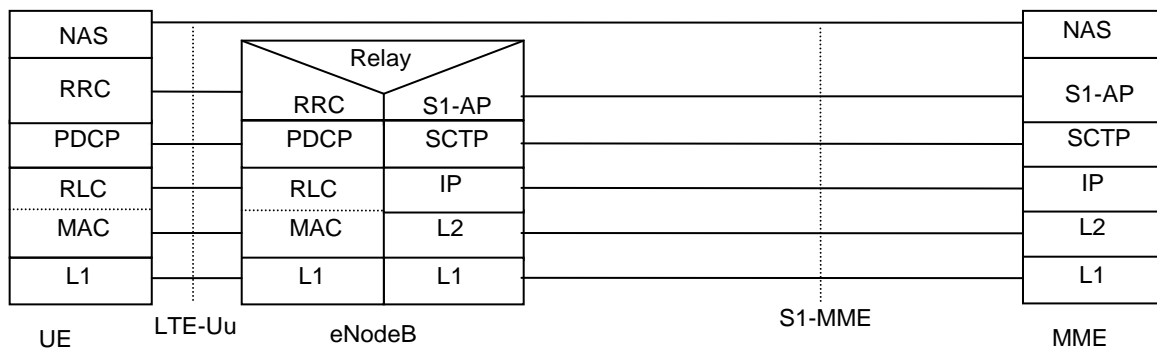 NAS
NAS
Relay
RRC
RRC
S1-AP
S1-AP
PDCP
PDCP
SCTP
SCTP
RLC
RLC
IP
IP
MAC
MAC
L2
L2
L1
L1
L1
L1
LTE-Uu
S1-MME
UE
eNodeB
MME